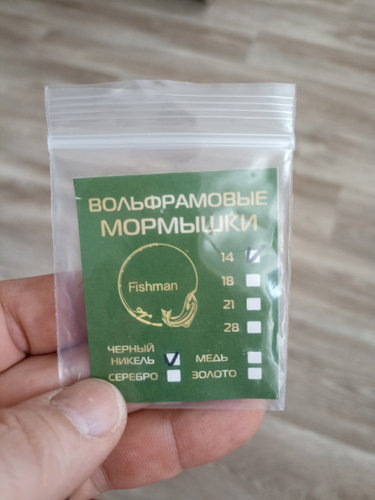 ВОЛЬФРАМОВЫЕ
МОРМЫШКИ
Fishman
14
18
21
28
ЧЕРНЫЙ
НИКЕЛЬ
МЕДЬ
СЕРЕБРО
ЗОЛОТО